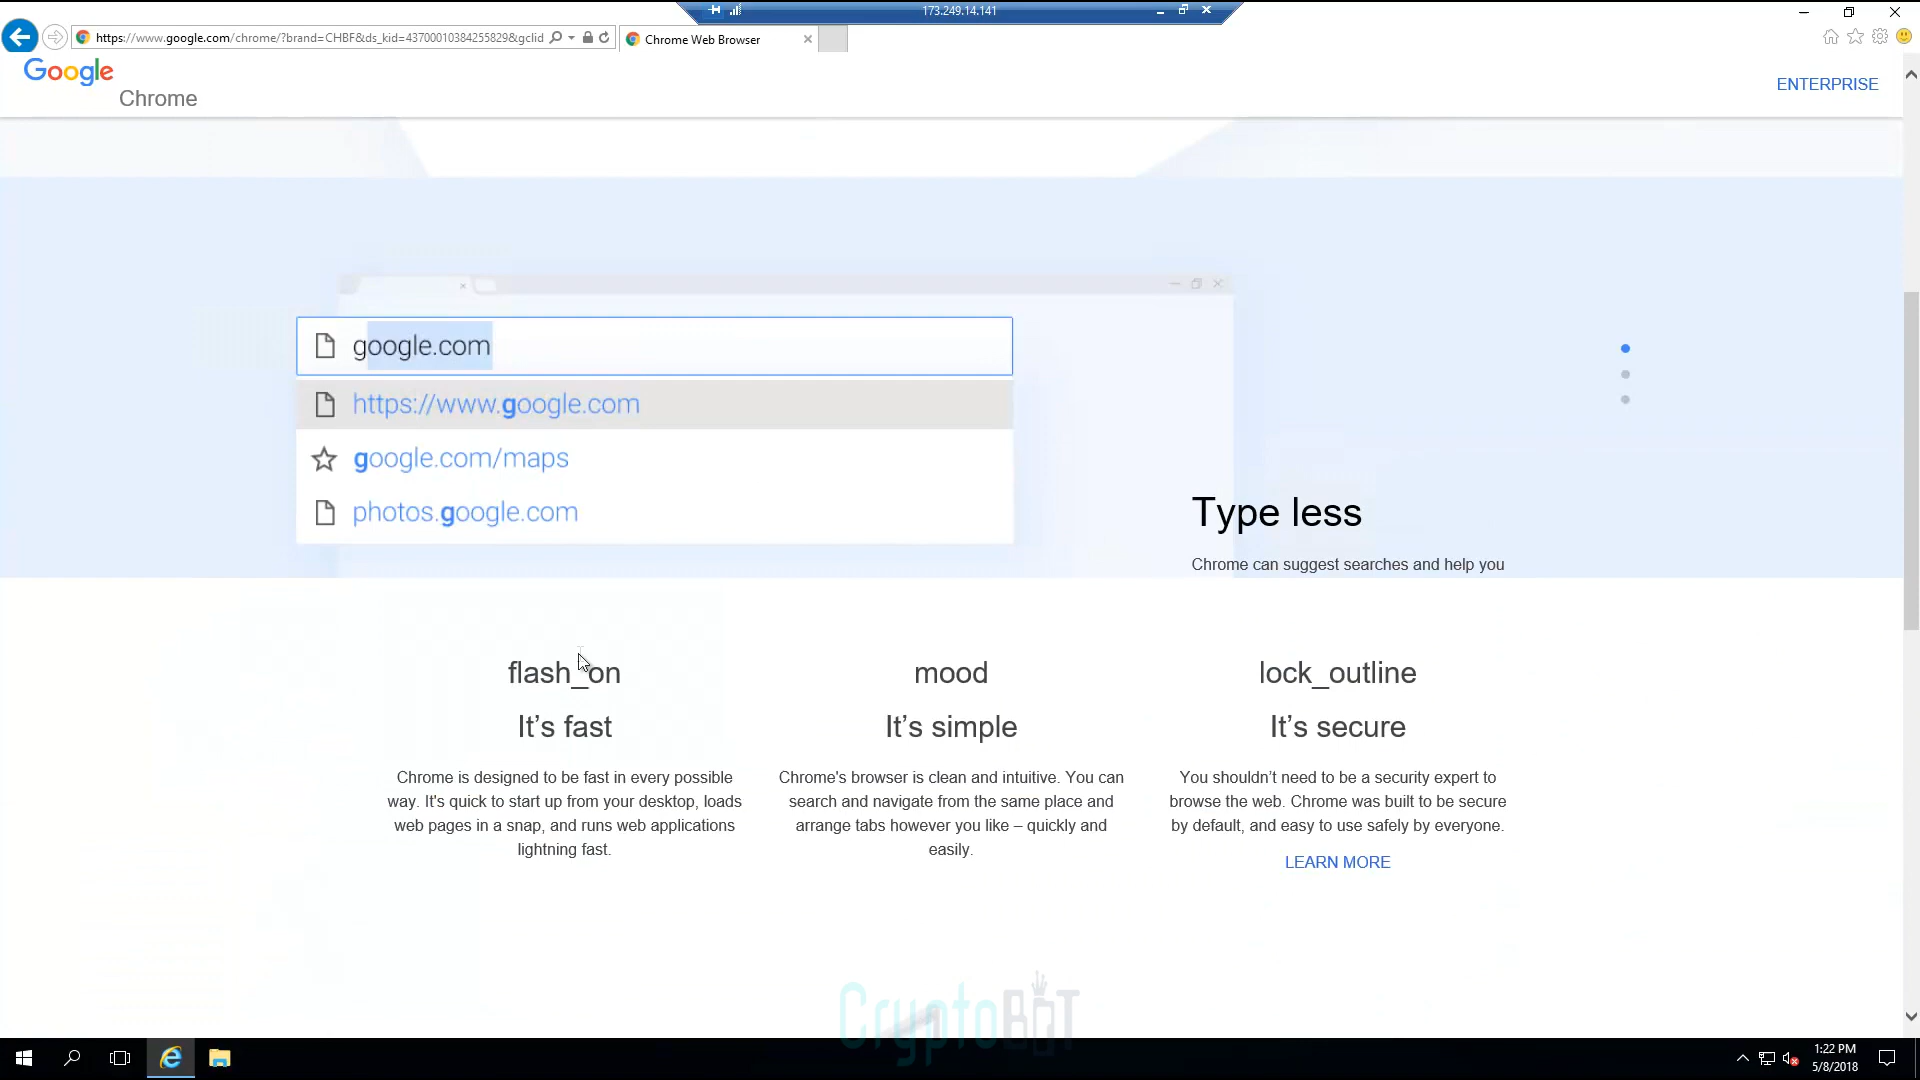 173.249.14.141
https://www.google.com/chrome/?brand=CHBF&ds_kid=43700010384255829&gclid
Chrome Web Browser
Google
Chrome
ENTERPRISE
google.com
https://www.google.com
google.com/maps
photos.google.com
Type less
Chrome can suggest searches and help you
flash_on
mood
lock_outline
It’s fast
It’s simple
It’s secure
Chrome is designed to be fast in every possible
way. It's quick to start up from your desktop, loads
web pages in a snap, and runs web applications
lightning fast.
Chrome's browser is clean and intuitive. You can
search and navigate from the same place and
arrange tabs however you like – quickly and
easily.
You shouldn’t need to be a security expert to
browse the web. Chrome was built to be secure
by default, and easy to use safely by everyone.
LEARN MORE
CryptoBOT
1:22 PM
5/8/2018